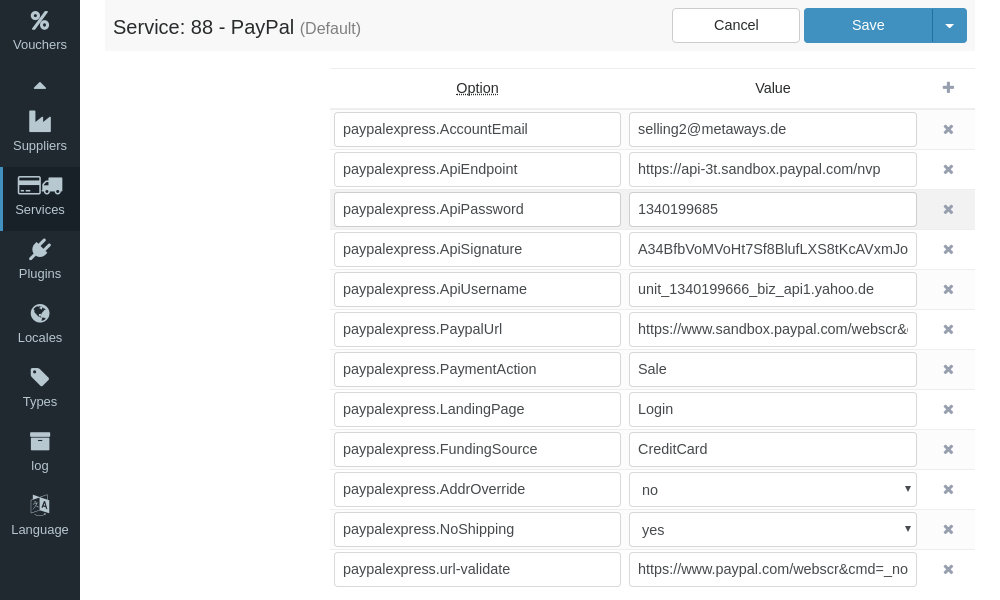 Vouchers
Suppliers
Services
Plugins
Locales
Types
log
Language
Service: 88 - PayPal (Default)
Cancel
Save
Option Value
paypalexpress.AccountEmail selling2@metaways.de
paypalexpress.ApiEndpoint https://api-3t.sandbox.paypal.com/nvp
paypalexpress.ApiPassword 1340199685
paypalexpress.ApiSignature A34BfbVoMVoHt7Sf8BlufLXS8tKcAVxmJo
paypalexpress.ApiUsername unit_1340199666_biz_api1.yahoo.de
paypalexpress.PaypalUrl https://www.sandbox.paypal.com/webscr&
paypalexpress.PaymentAction Sale
paypalexpress.LandingPage Login
paypalexpress.FundingSource CreditCard
paypalexpress.AddrOverride no
paypalexpress.NoShipping yes
paypalexpress.url-validate https://www.paypal.com/webscr&cmd=_no